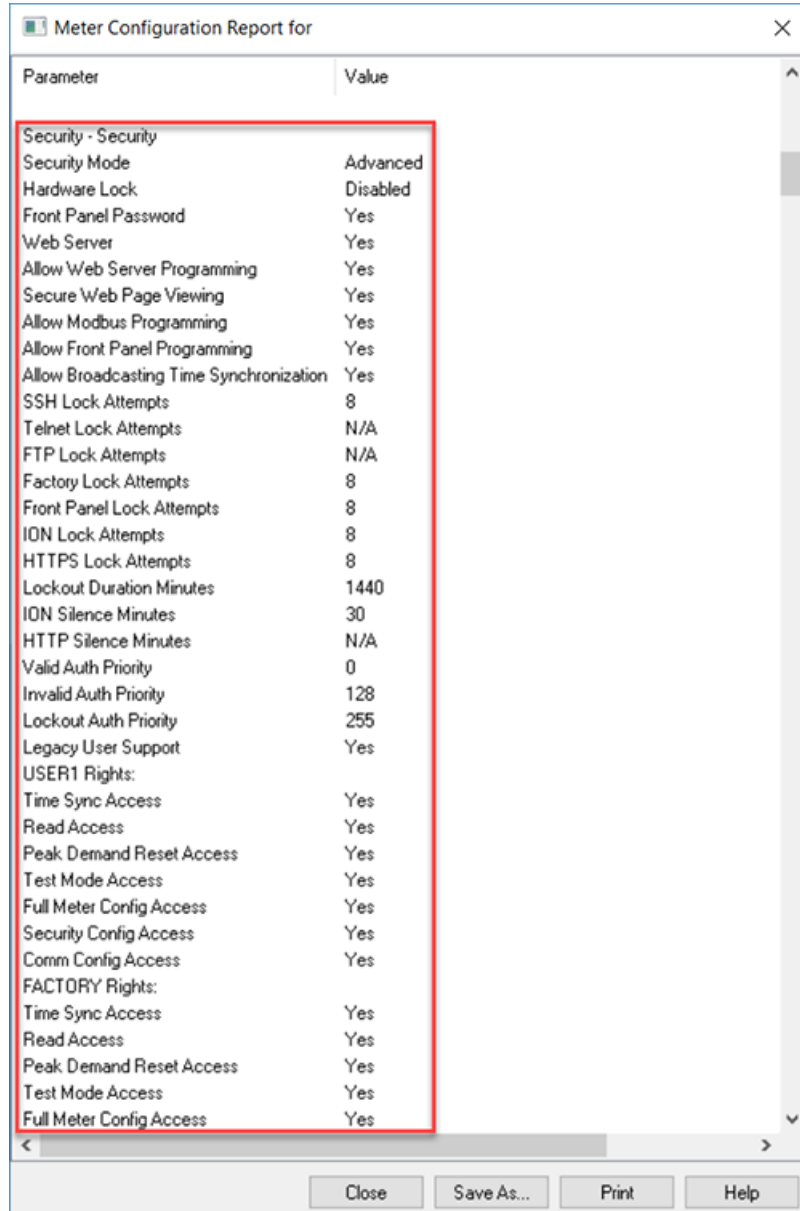 Meter Configuration Report for
Parameter Value
Security - Security
Security Mode Advanced
Hardware Lock Disabled
Front Panel Password Yes
Web Server Yes
Allow Web Server Programming Yes
Secure Web Page Viewing Yes
Allow Modbus Programming Yes
Allow Front Panel Programming Yes
Allow Broadcasting Time Synchronization Yes
SSH Lock Attempts 8
Telnet Lock Attempts N/A
FTP Lock Attempts N/A
Factory Lock Attempts 8
Front Panel Lock Attempts 8
ION Lock Attempts 8
HTTPS Lock Attempts 8
Lockout Duration Minutes 1440
ION Silence Minutes 30
HTTP Silence Minutes N/A
Valid Auth Priority 0
Invalid Auth Priority 128
Lockout Auth Priority 255
Legacy User Support Yes
USER1 Rights:
Time Sync Access Yes
Read Access Yes
Peak Demand Reset Access Yes
Test Mode Access Yes
Full Meter Config Access Yes
Security Config Access Yes
Comm Config Access Yes
FACTORY Rights:
Time Sync Access Yes
Read Access Yes
Peak Demand Reset Access Yes
Test Mode Access Yes
Full Meter Config Access Yes
Close Save As... Print Help